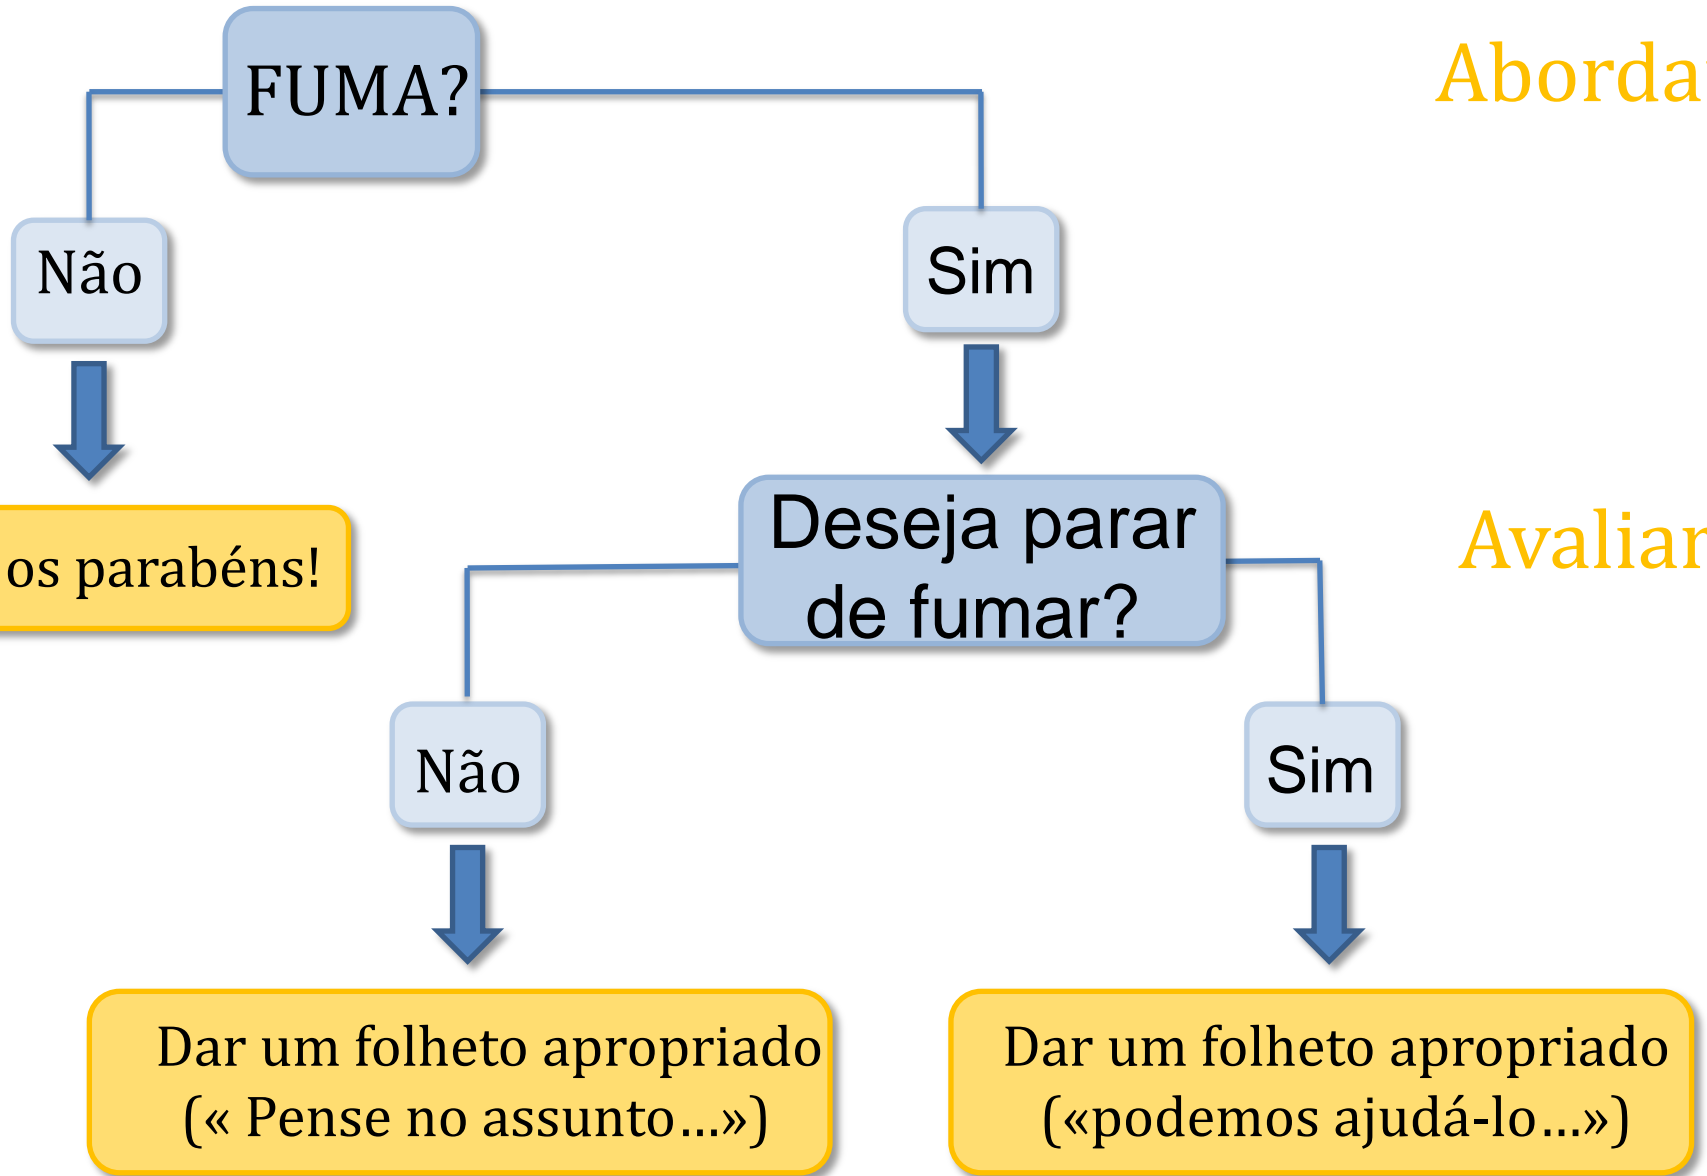 FUMA?
Não
Sim
os parabéns!
Deseja parar
de fumar?
Avaliar
Não
Sim
Dar um folheto apropriado
(« Pense no assunto...»)
Dar um folheto apropriado
(«podemos ajudá-lo...»)